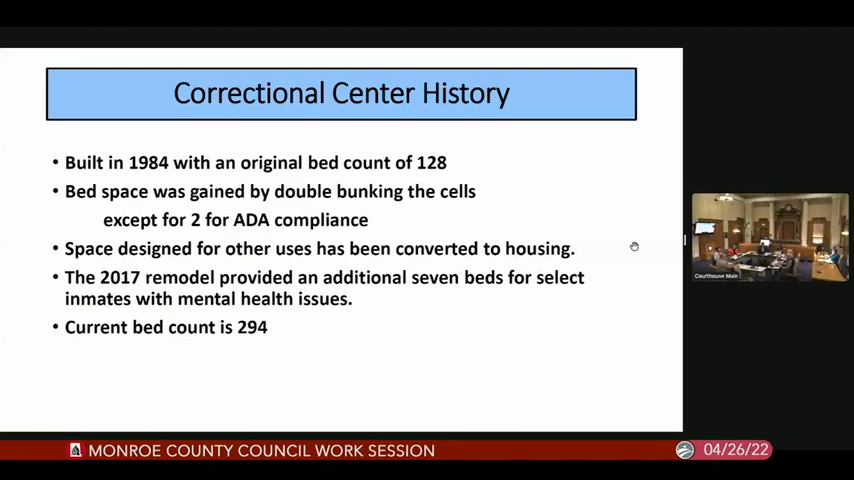 Correctional Center History
• Built in 1984 with an original bed count of 128
• Bed space was gained by double bunking the cells
except for 2 for ADA compliance
• Space designed for other uses has been converted to housing.
• The 2017 remodel provided an additional seven beds for select
inmates with mental health issues.
• Current bed count is 294
Courthouse Main
MONROE COUNTY COUNCIL WORK SESSION
04/26/22